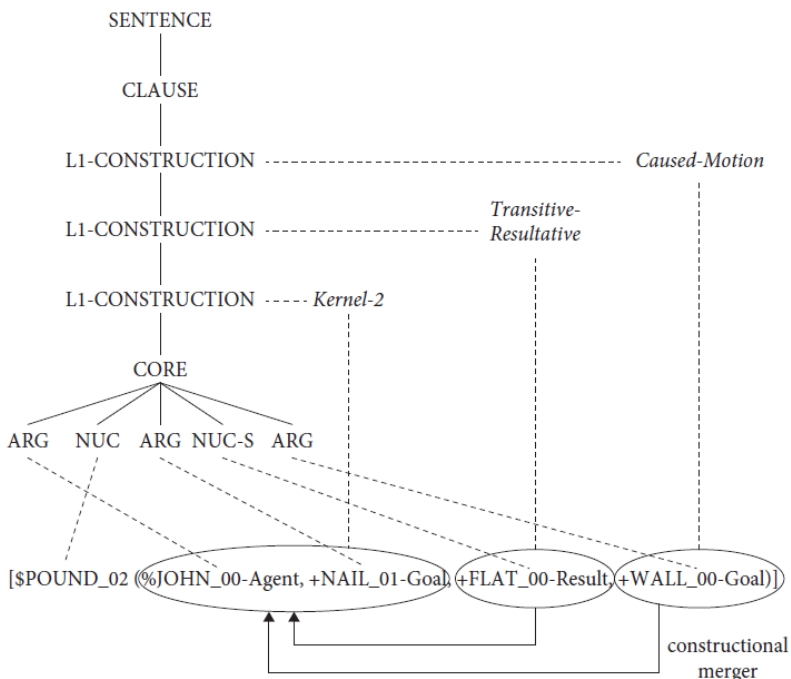 SENTENCE
CLAUSE
L1-CONSTRUCTION Caused-Motion
Transitive-
L1-CONSTRUCTION Resultative
L1-CONSTRUCTION Kernel-2
CORE
ARG NUC ARG NUC-S ARG
[$POUND_02 (%JOHN_00-Agent, +NAIL_01-Goal, +FLAT_00-Result, +WALL_00-Goal)]
constructional
merger